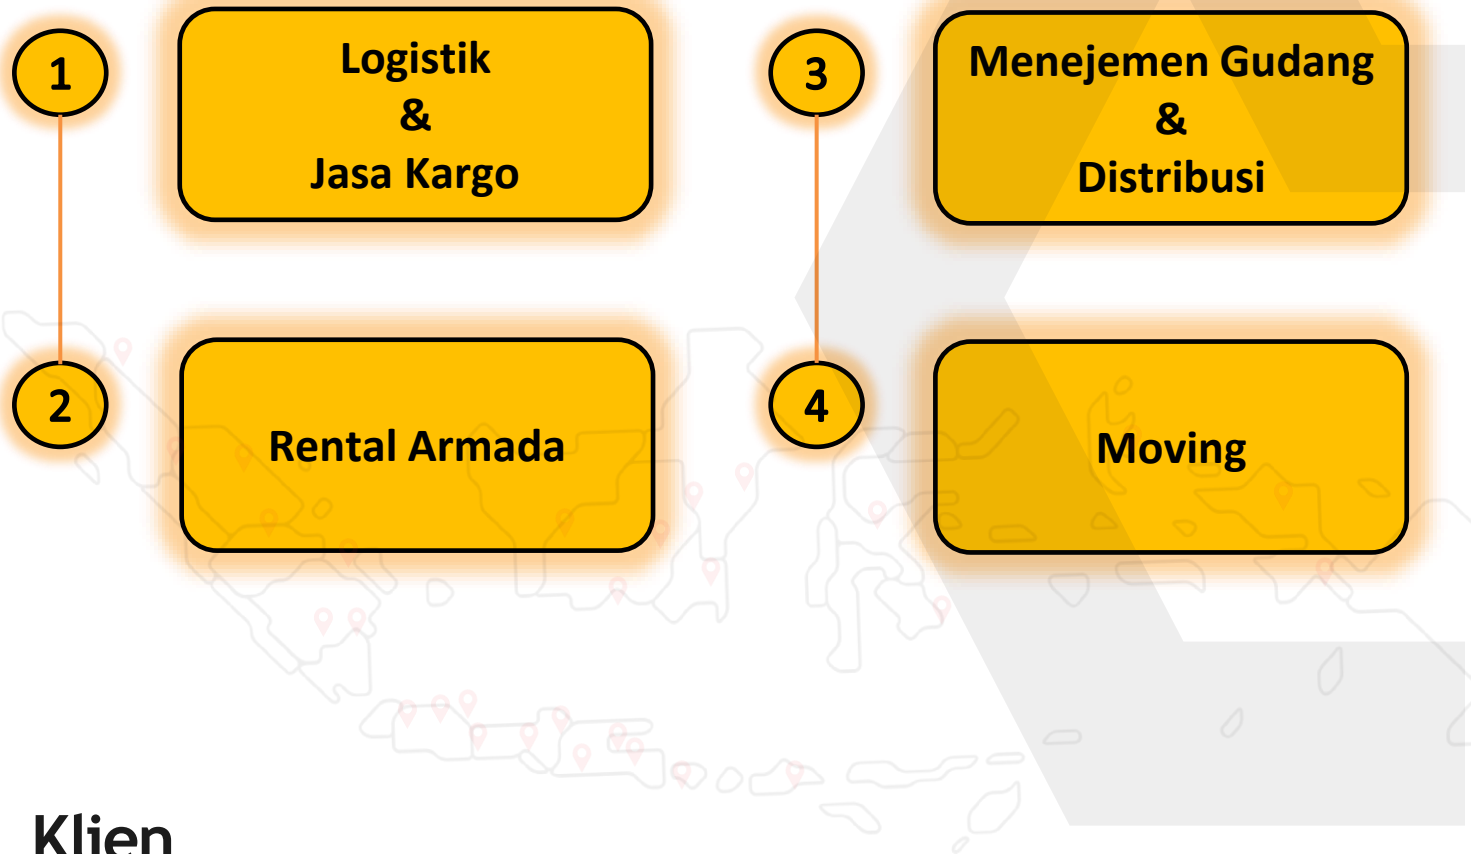 1
Logistik
&
Jasa Kargo
2
Rental Armada
3
Menejemen Gudang
&
Distribusi
4
Moving
Klien